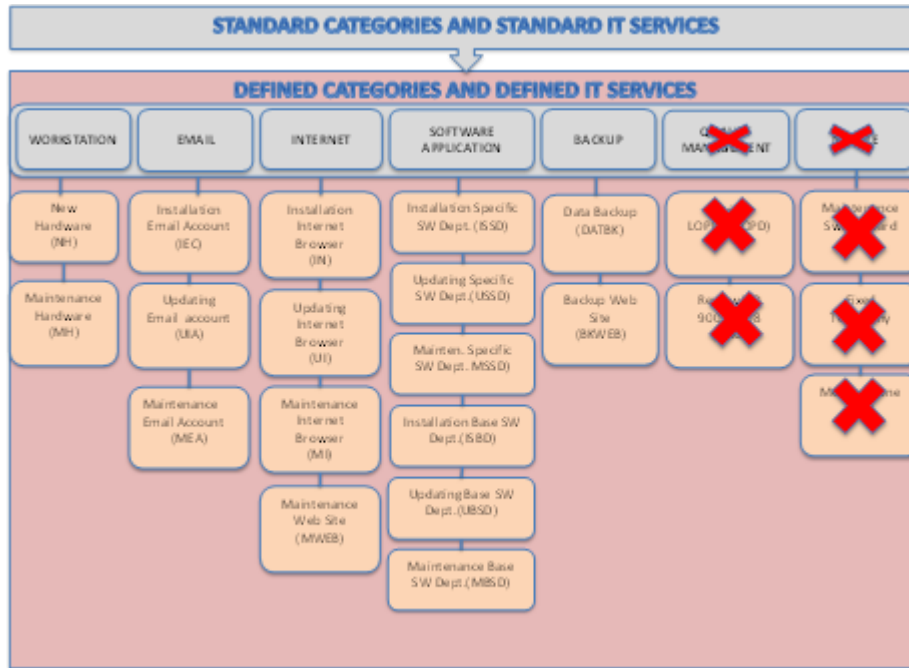 STANDARD CATEGORIES AND STANDARD IT SERVICES
DEFINED CATEGORIES AND DEFINED IT SERVICES
WORKSTATION
EMAIL
INTERNET
SOFTWARE
APPLICATION
BACKUP
MANAGEMENT
New
Hardware
(NH)
Maintenance
Hardware
(MH)
Installation
Email Account
(IEC)
Updating
Email account
(UIA)
Maintenance
Email Account
(MEA)
Installation
Internet
Browser
(IN)
Updating
Internet
Browser
(UI)
Maintenance
Internet
Browser
(MI)
Maintenance
Web Site
(MWEB)
Installation Specific
SW Dept. (ISSD)
Updating Specific
SW Dept.(USSD)
Mainten. Specific
SW Dept. MSSD)
Installation Base SW
Dept.(ISBD)
Updating Base SW
Dept.(UBSD)
Maintenance Base
SW Dept.(MBSD)
Data Backup
(DATBK)
Backup Web
Site
(BKWEB)
Maintenance
Fixed